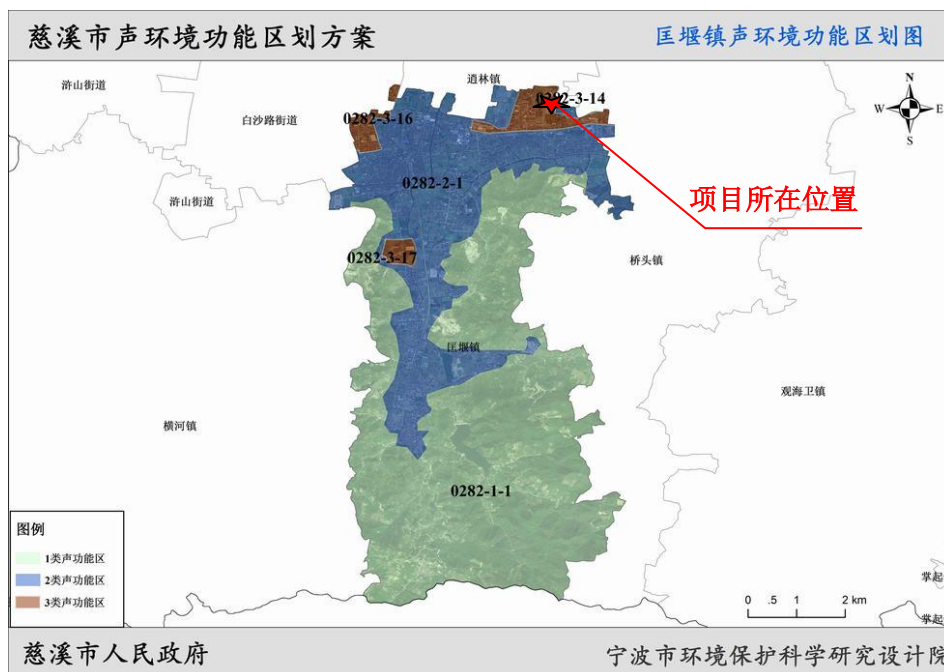 慈溪市声环境功能区划方案
匡堰镇声环境功能区划图
浒山街道
逍林镇
N
W
E
S
0282-3-14
0282-3-16
白沙路街道
0282-2-1
项目所在位置
浒山街道
0282-3-17
桥头镇
匡堰镇
观海卫镇
横河镇
0282-1-1
图例
1类声功能区
2类声功能区
3类声功能区
掌起
0 .5 1 2 km
掌起
慈溪市人民政府
宁波市环境保护科学研究设计院